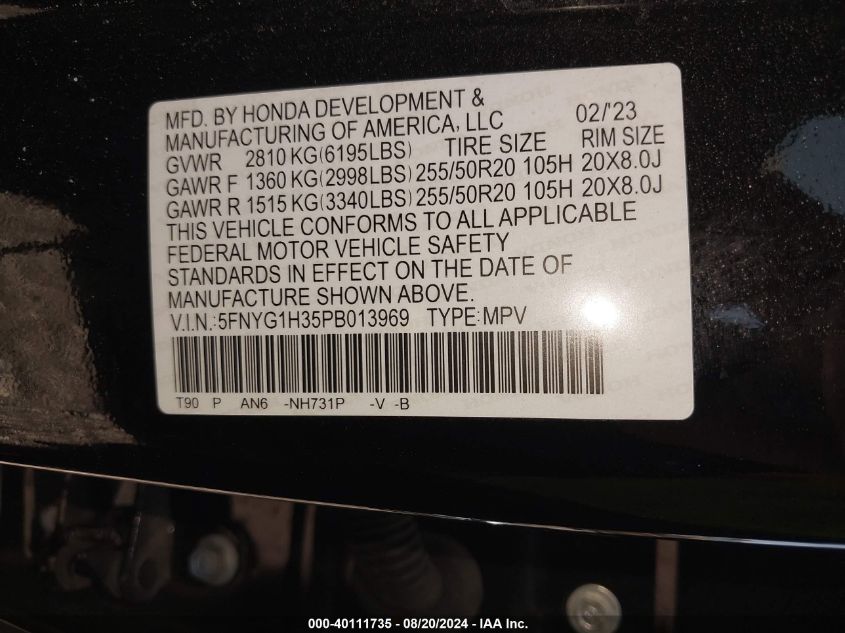 MFD. BY HONDA DEVELOPMENT &
MANUFACTURING OF AMERICA, LLC 02/'23
GVWR 2810 KG(6195LBS) TIRE SIZE RIM SIZE
GAWR F 1360 KG(2998LBS) 255/50R20 105H 20X8.0J
GAWR R 1515 KG(3340LBS) 255/50R20 105H 20X8.0J
THIS VEHICLE CONFORMS TO ALL APPLICABLE
FEDERAL MOTOR VEHICLE SAFETY
STANDARDS IN EFFECT ON THE DATE OF
MANUFACTURE SHOWN ABOVE.
V.I.N.:5FNYG1H35PB013969 TYPE:MPV
T90 P AN6 -NH731P -V -B
000-40111735 - 08/20/2024 - IAA Inc.